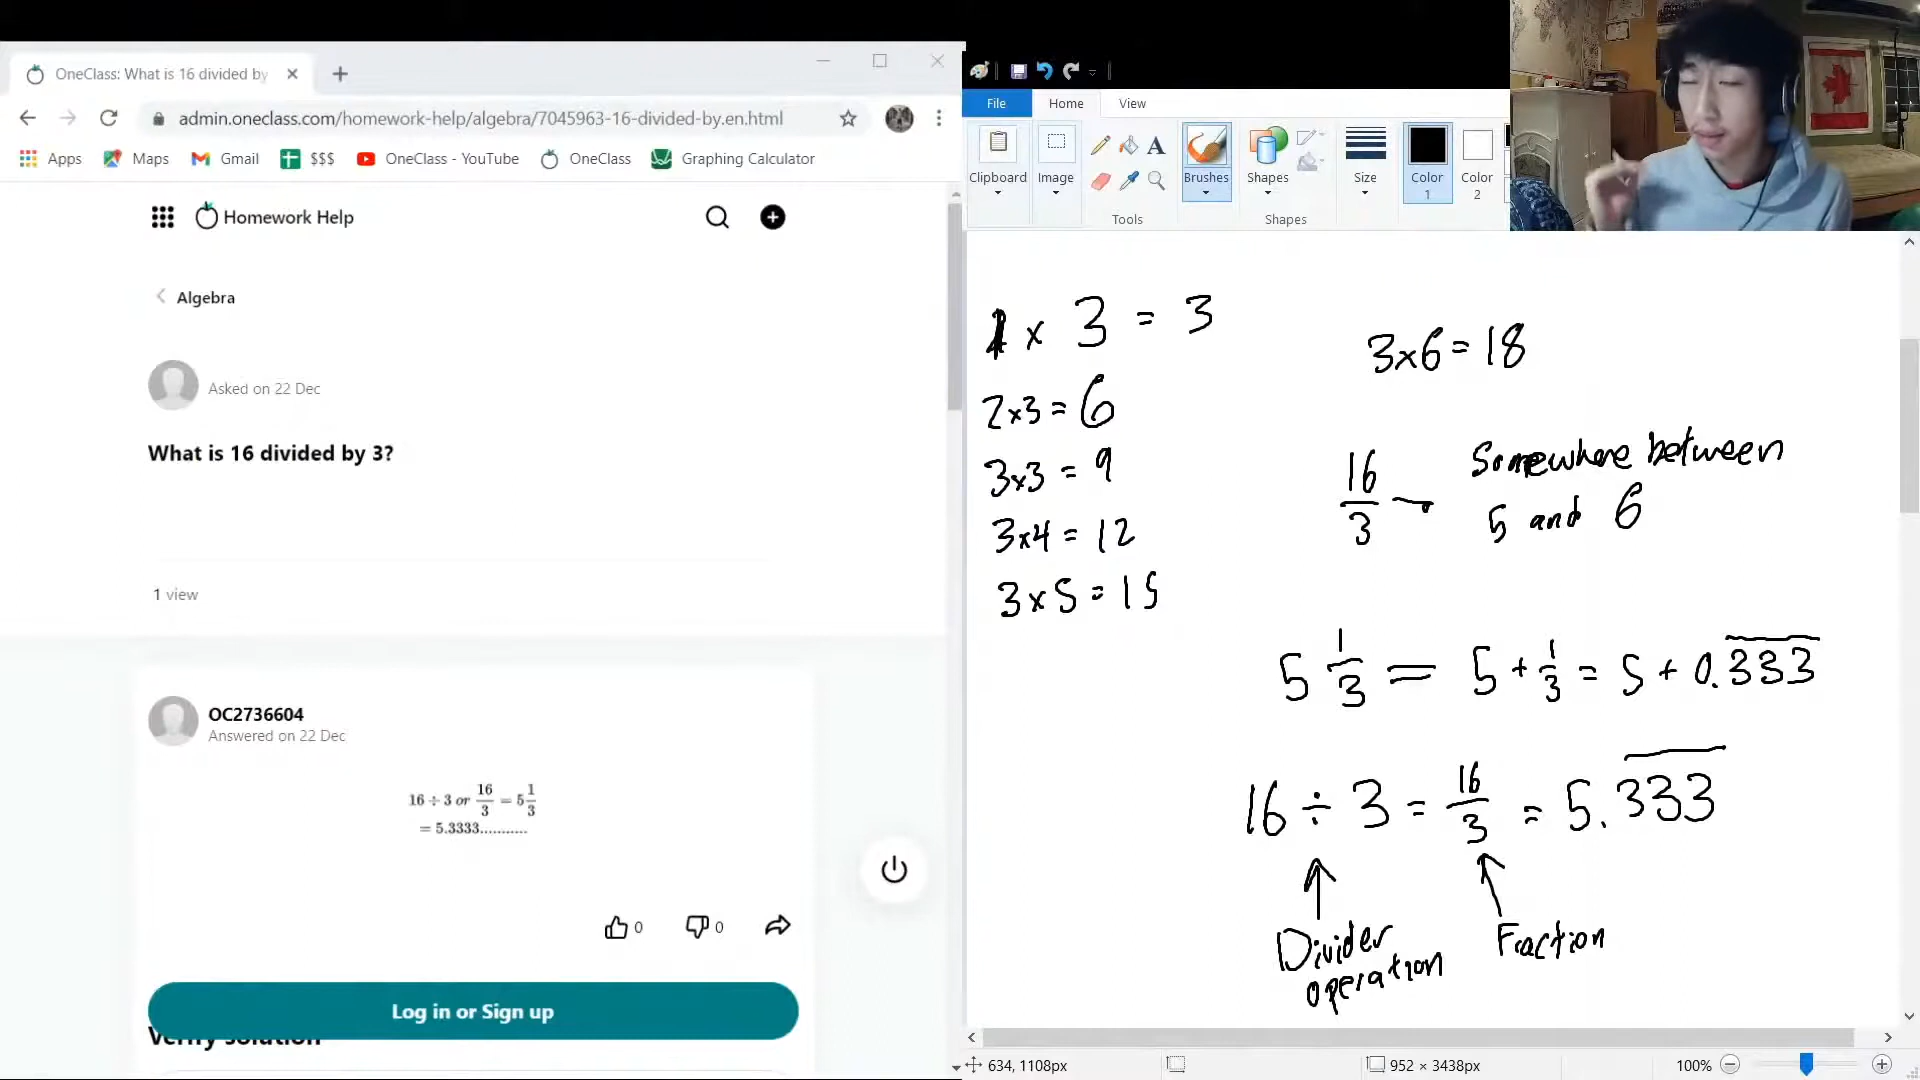 OneClass: What is 16 divided by
admin.oneclass.com/homework-help/algebra/7045963-16-divided-by.en.html
Apps Maps Gmail $$$ OneClass - YouTube OneClass Graphing Calculator
Homework Help
Algebra
Asked on 22 Dec
What is 16 divided by 3?
1 view
OC2736604
Answered on 22 Dec
16 ÷ 3 or 16/3 = 5 1/3
= 5.3333...........
0 0
Log in or Sign up
Verify solution
File Home View
Clipboard Image Brushes Shapes Size Color 1 Color 2
Tools Shapes
1 x 3 = 3
2x3 = 6
3x3 = 9
3x4 = 12
3x5 = 15
3x6 = 18
16/3 Somewhere between
5 and 6
5 1/3 = 5 + 1/3 = 5 + 0.333
16 ÷ 3 = 16/3 = 5.333
Divider
operation
Fraction
634, 1108px 952 × 3438px 100%